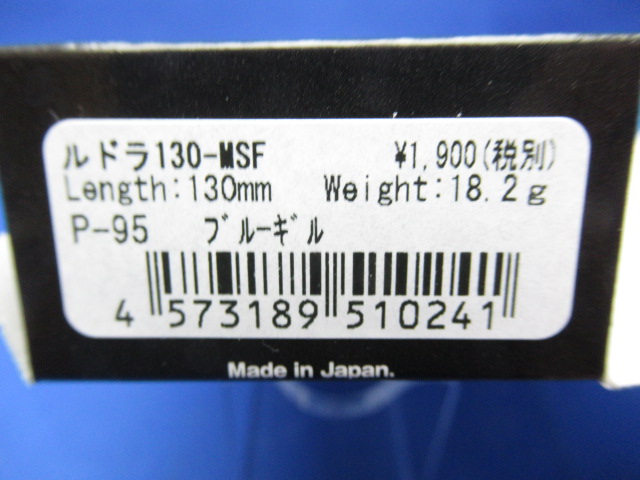 ルドラ130-MSF ¥1,900(税別)
Length:130mm Weight:18.2g
P-95 ブルーギル
4 573189 510241
Made in Japan.